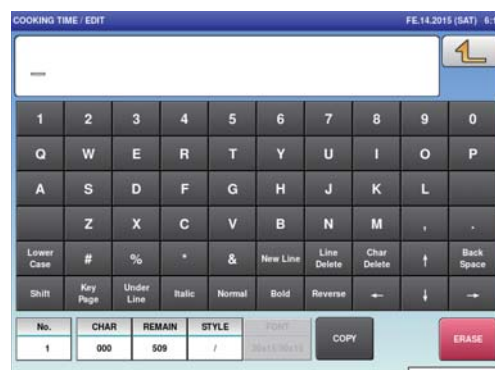 COOKING TIME / EDIT FE.14.2015 (SAT) 6:1
1 2 3 4 5 6 7 8 9 0
Q W E R T Y U I O P
A S D F G H J K L
Z X C V B N M , .
Lower Case # % * & New Line Line Delete Char Delete ↑ Back Space
Shift Key Page Under Line Italic Normal Bold Reverse ← ↓ →
No. CHAR REMAIN STYLE FONT COPY ERASE
1 000 509 /